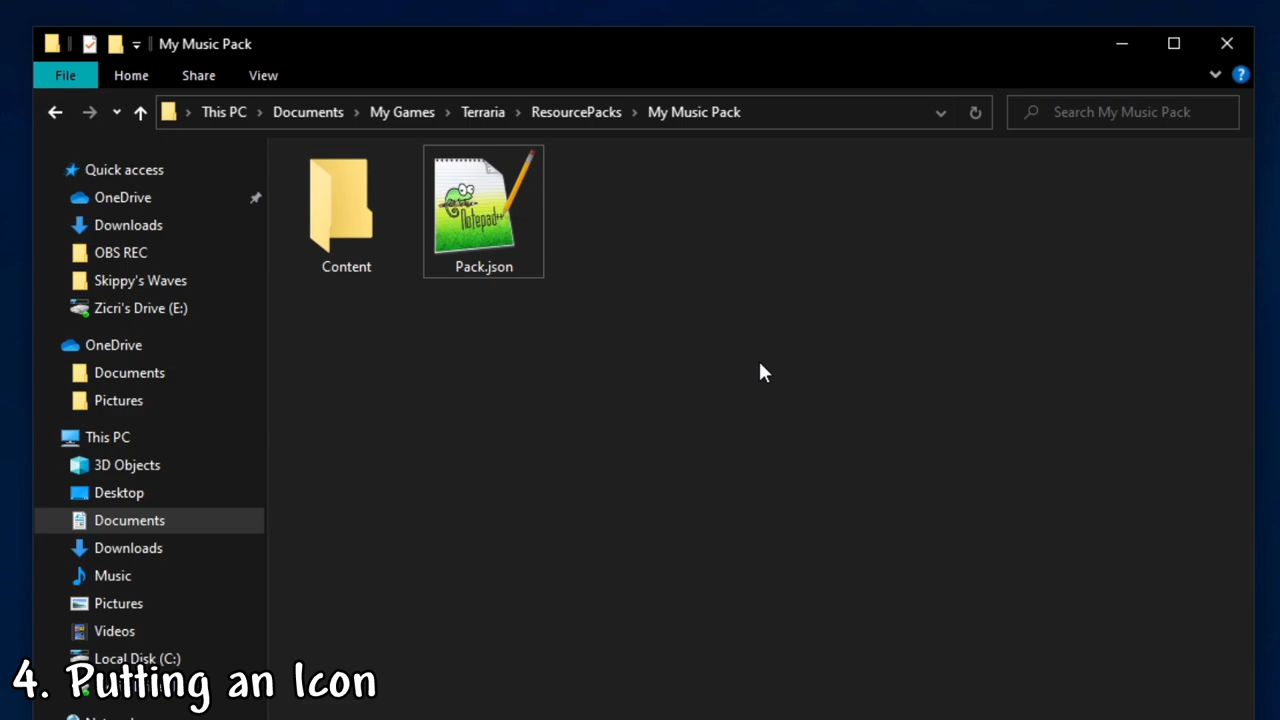 My Music Pack
File Home Share View
This PC Documents My Games Terraria ResourcePacks My Music Pack Search My Music Pack
Quick access
OneDrive
Downloads
OBS REC
Skippy's Waves
Zicri's Drive (E:)
OneDrive
Documents
Pictures
This PC
3D Objects
Desktop
Documents
Downloads
Music
Pictures
Videos
Local Disk (C:)
Notepad++
Content Pack.json
4. Putting an Icon